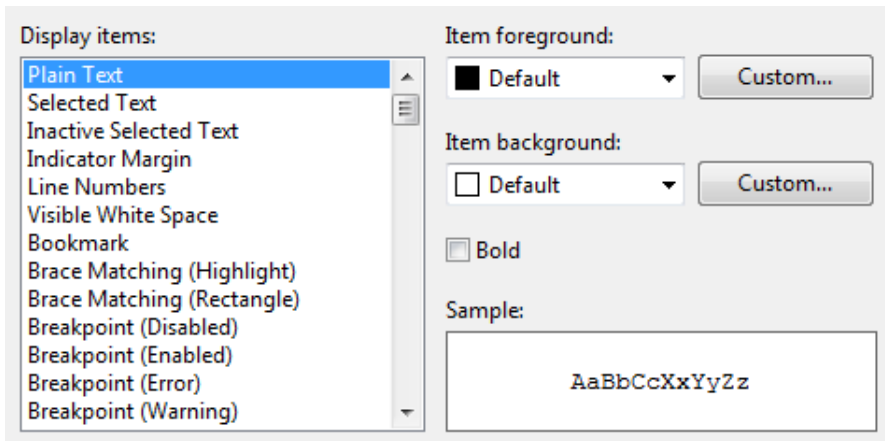 Display items:
Plain Text
Selected Text
Inactive Selected Text
Indicator Margin
Line Numbers
Visible White Space
Bookmark
Brace Matching (Highlight)
Brace Matching (Rectangle)
Breakpoint (Disabled)
Breakpoint (Enabled)
Breakpoint (Error)
Breakpoint (Warning)
Item foreground:
Default
Custom...
Item background:
Default
Custom...
Bold
Sample:
AaBbCcXxYyZz